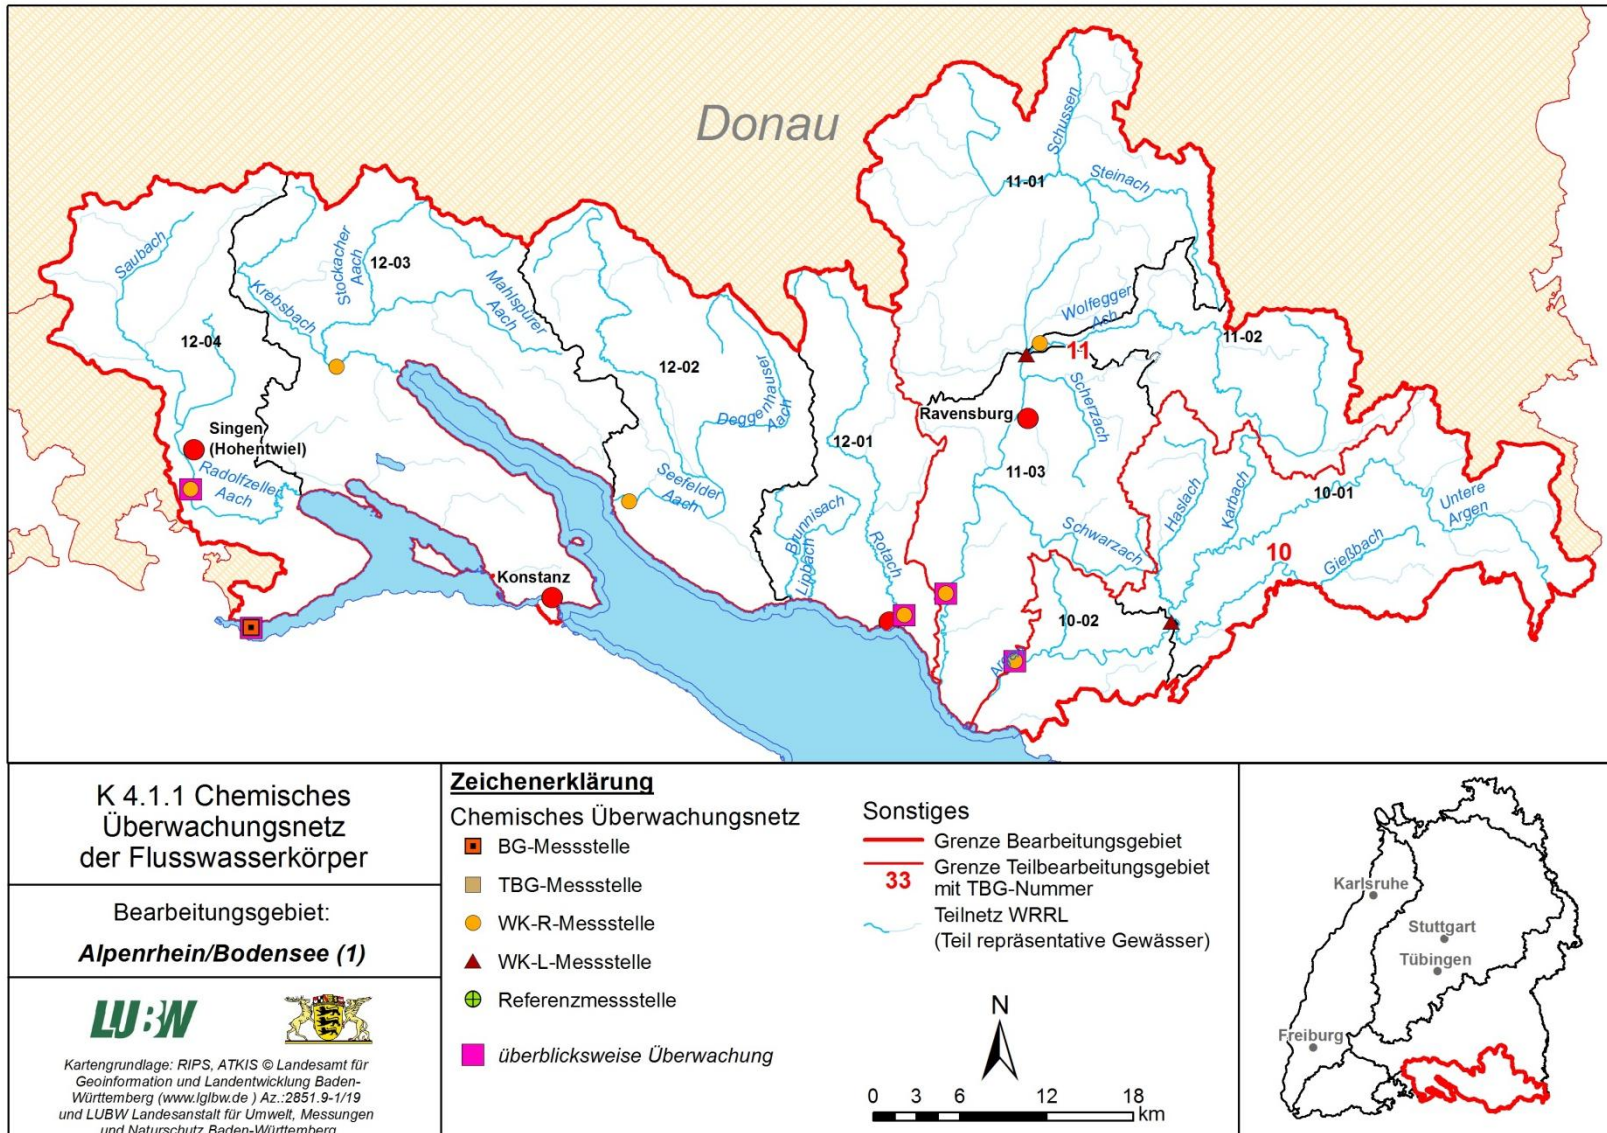 Donau
Schussen
11-01
Steinach
Saubach
Stockacher
Aach
12-03
Krebsbach
Mahlspürer
Aach
Wolfegger
Ach
12-04
11
11-02
12-02
Deggenhauser
Aach
Scherzach
Ravensburg
Singen
(Hohentwiel)
12-01
11-03
Radolfzeller
Aach
Seefelder
Aach
Haslach
Karbach
10-01
Untere
Argen
Brunnisach
Lipbach
Rotach
Schwarzach
10
Gießbach
Konstanz
10-02
Argen
K 4.1.1 Chemisches
Überwachungsnetz
der Flusswasserkörper
Bearbeitungsgebiet:
Alpenrhein/Bodensee (1)
LUBW
Kartengrundlage: RIPS, ATKIS © Landesamt für
Geoinformation und Landentwicklung Baden-
Württemberg (www.lglbw.de ) Az.:2851.9-1/19
und LUBW Landesanstalt für Umwelt, Messungen
und Naturschutz Baden-Württemberg
Zeichenerklärung
Chemisches Überwachungsnetz
BG-Messstelle
TBG-Messstelle
WK-R-Messstelle
WK-L-Messstelle
Referenzmessstelle
überblicksweise Überwachung
Sonstiges
Grenze Bearbeitungsgebiet
Grenze Teilbearbeitungsgebiet
33 mit TBG-Nummer
Teilnetz WRRL
(Teil repräsentative Gewässer)
N
0 3 6 12 18
km
Karlsruhe
Stuttgart
Tübingen
Freiburg